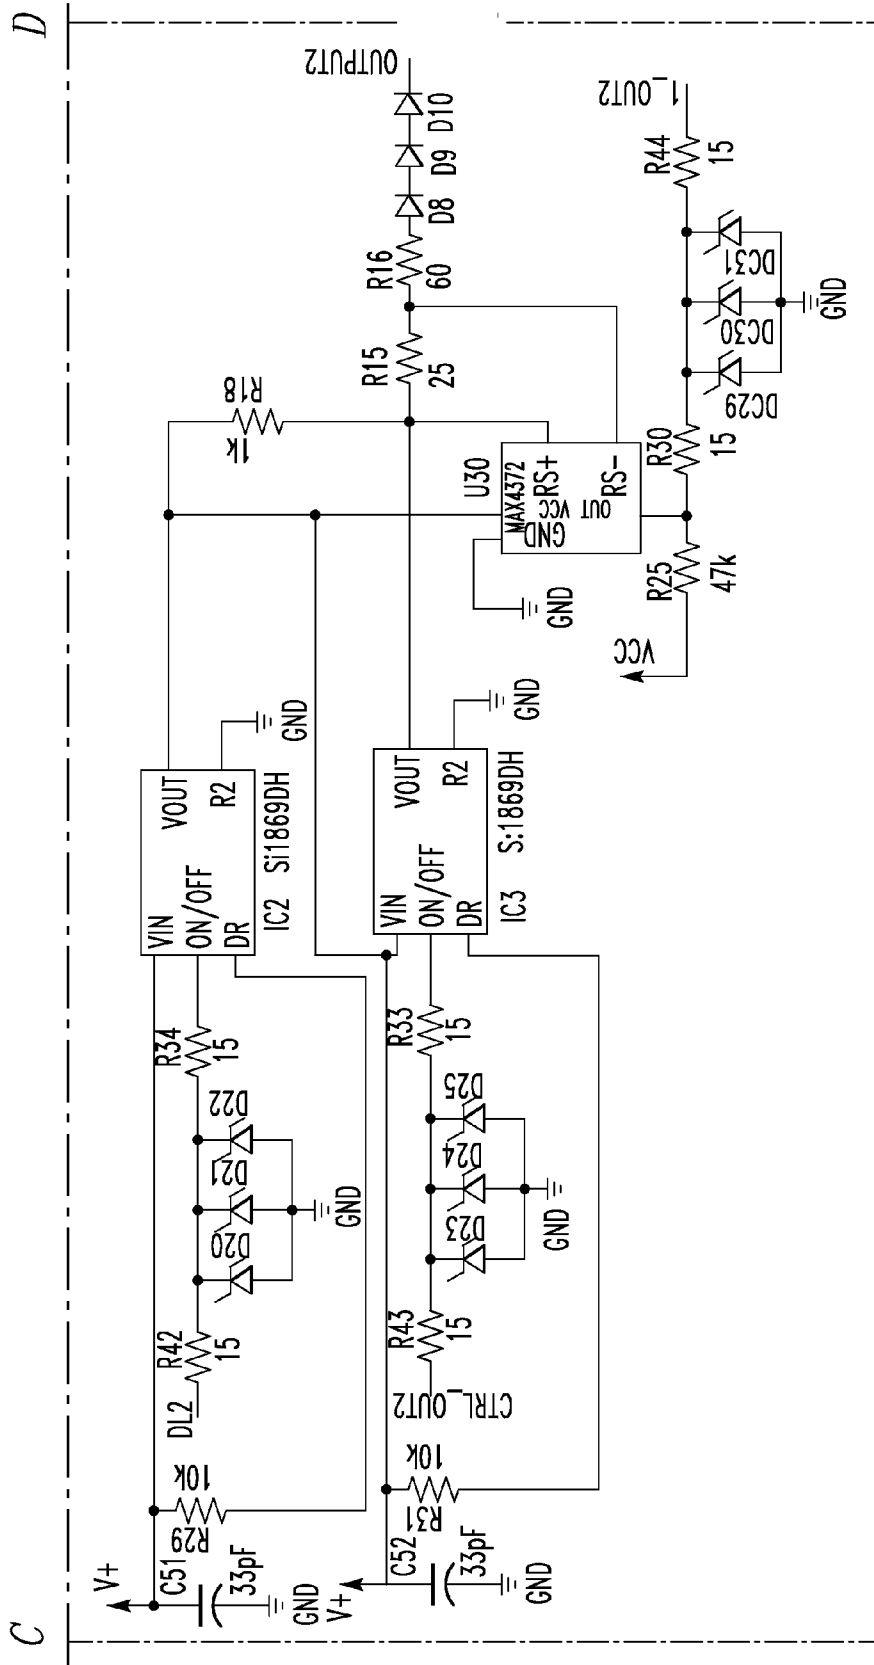 C
D
V+
C51
33pF
GND
R29
10k
DL2
R42
15
D20
D21
D22
GND
R34
15
VIN
ON/OFF
DR
VOUT
R2
IC2 Si1869DH
GND
R18
1k
V+
C52
33pF
GND
R31
10k
CTRL_OUT2
R43
15
D23
D24
D25
GND
R33
15
VIN
ON/OFF
DR
VOUT
R2
IC3 S:1869DH
GND
R15
25
R16
60
D8
D9
D10
OUTPUT2
U30
MAX4372
GND
VCC
OUT
RS+
RS-
GND
VCC
R25
47k
R30
15
DC29
DC30
DC31
GND
R44
15
1_OUT2